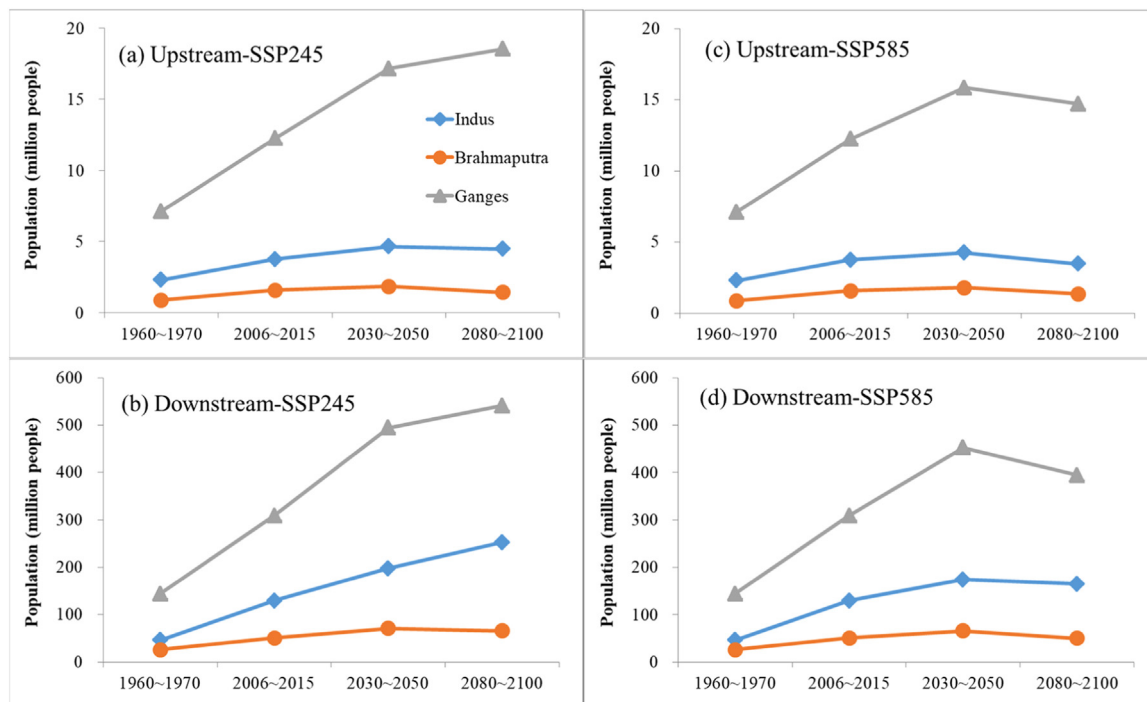 (a) Upstream-SSP245
Population (million people)
20
15
10
5
0
Indus
Brahmaputra
Ganges
1960~1970 2006~2015 2030~2050 2080~2100
(c) Upstream-SSP585
Population (million people)
20
15
10
5
0
1960~1970 2006~2015 2030~2050 2080~2100
(b) Downstream-SSP245
Population (million people)
600
500
400
300
200
100
0
1960~1970 2006~2015 2030~2050 2080~2100
(d) Downstream-SSP585
Population (million people)
600
500
400
300
200
100
0
1960~1970 2006~2015 2030~2050 2080~2100